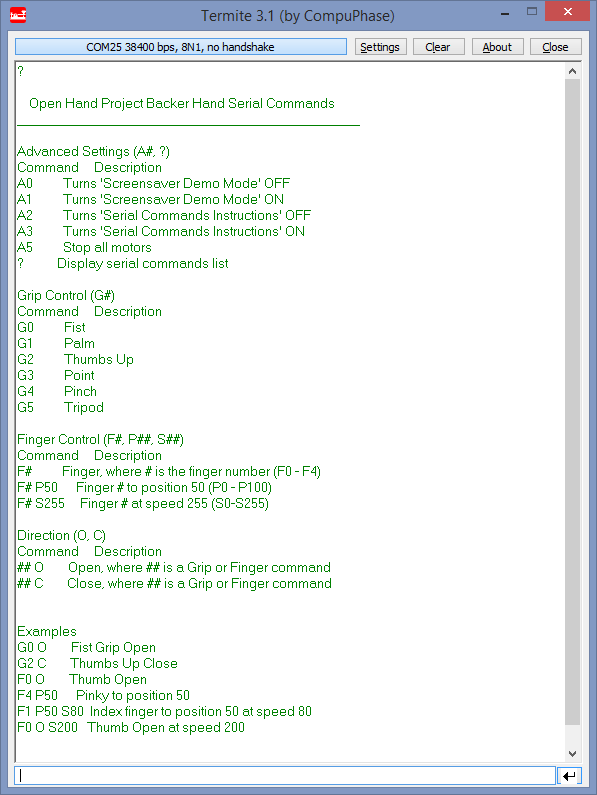 Termite 3.1 (by CompuPhase)
COM25 38400 bps, 8N1, no handshake
Settings
Clear
About
Close
?
Open Hand Project Backer Hand Serial Commands
Advanced Settings (A#, ?)
Command Description
A0 Turns 'Screensaver Demo Mode' OFF
A1 Turns 'Screensaver Demo Mode' ON
A2 Turns 'Serial Commands Instructions' OFF
A3 Turns 'Serial Commands Instructions' ON
A5 Stop all motors
? Display serial commands list
Grip Control (G#)
Command Description
G0 Fist
G1 Palm
G2 Thumbs Up
G3 Point
G4 Pinch
G5 Tripod
Finger Control (F#, P##, S##)
Command Description
F# Finger, where # is the finger number (F0 - F4)
F# P50 Finger # to position 50 (P0 - P100)
F# S255 Finger # at speed 255 (S0-S255)
Direction (O, C)
Command Description
## O Open, where ## is a Grip or Finger command
## C Close, where ## is a Grip or Finger command
Examples
G0 O Fist Grip Open
G2 C Thumbs Up Close
F0 O Thumb Open
F4 P50 Pinky to position 50
F1 P50 S80 Index finger to position 50 at speed 80
F0 O S200 Thumb Open at speed 200